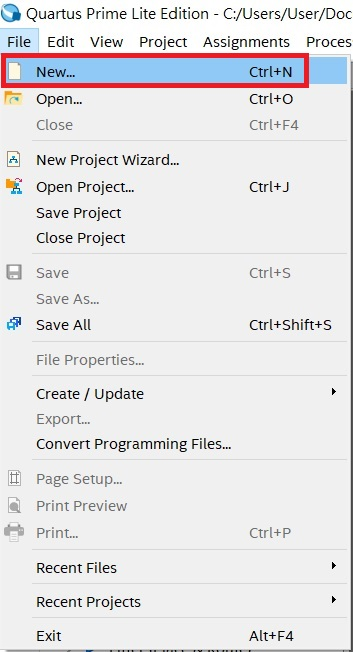 Quartus Prime Lite Edition - C:/Users/User/Doc
File Edit View Project Assignments Proces
New... Ctrl+N
Open... Ctrl+O
Close Ctrl+F4
New Project Wizard...
Open Project... Ctrl+J
Save Project
Close Project
Save Ctrl+S
Save As...
Save All Ctrl+Shift+S
File Properties...
Create / Update
Export...
Convert Programming Files...
Page Setup...
Print Preview
Print... Ctrl+P
Recent Files
Recent Projects
Exit Alt+F4